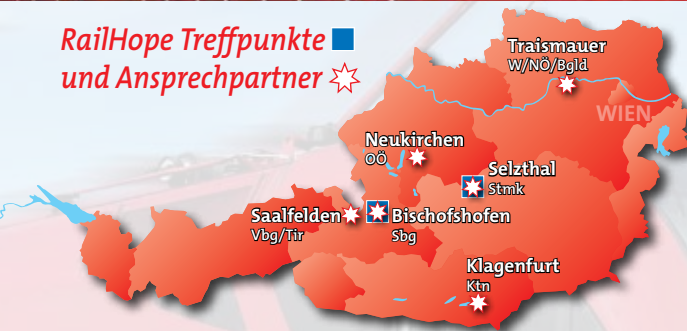 RailHope Treffpunkte
und Ansprechpartner
Traismauer
W/NÖ/Bgld
WIEN
Neukirchen
OÖ
Selzthal
Stmk
Saalfelden
Vbg/Tir
Bischofshofen
Sbg
Klagenfurt
Ktn